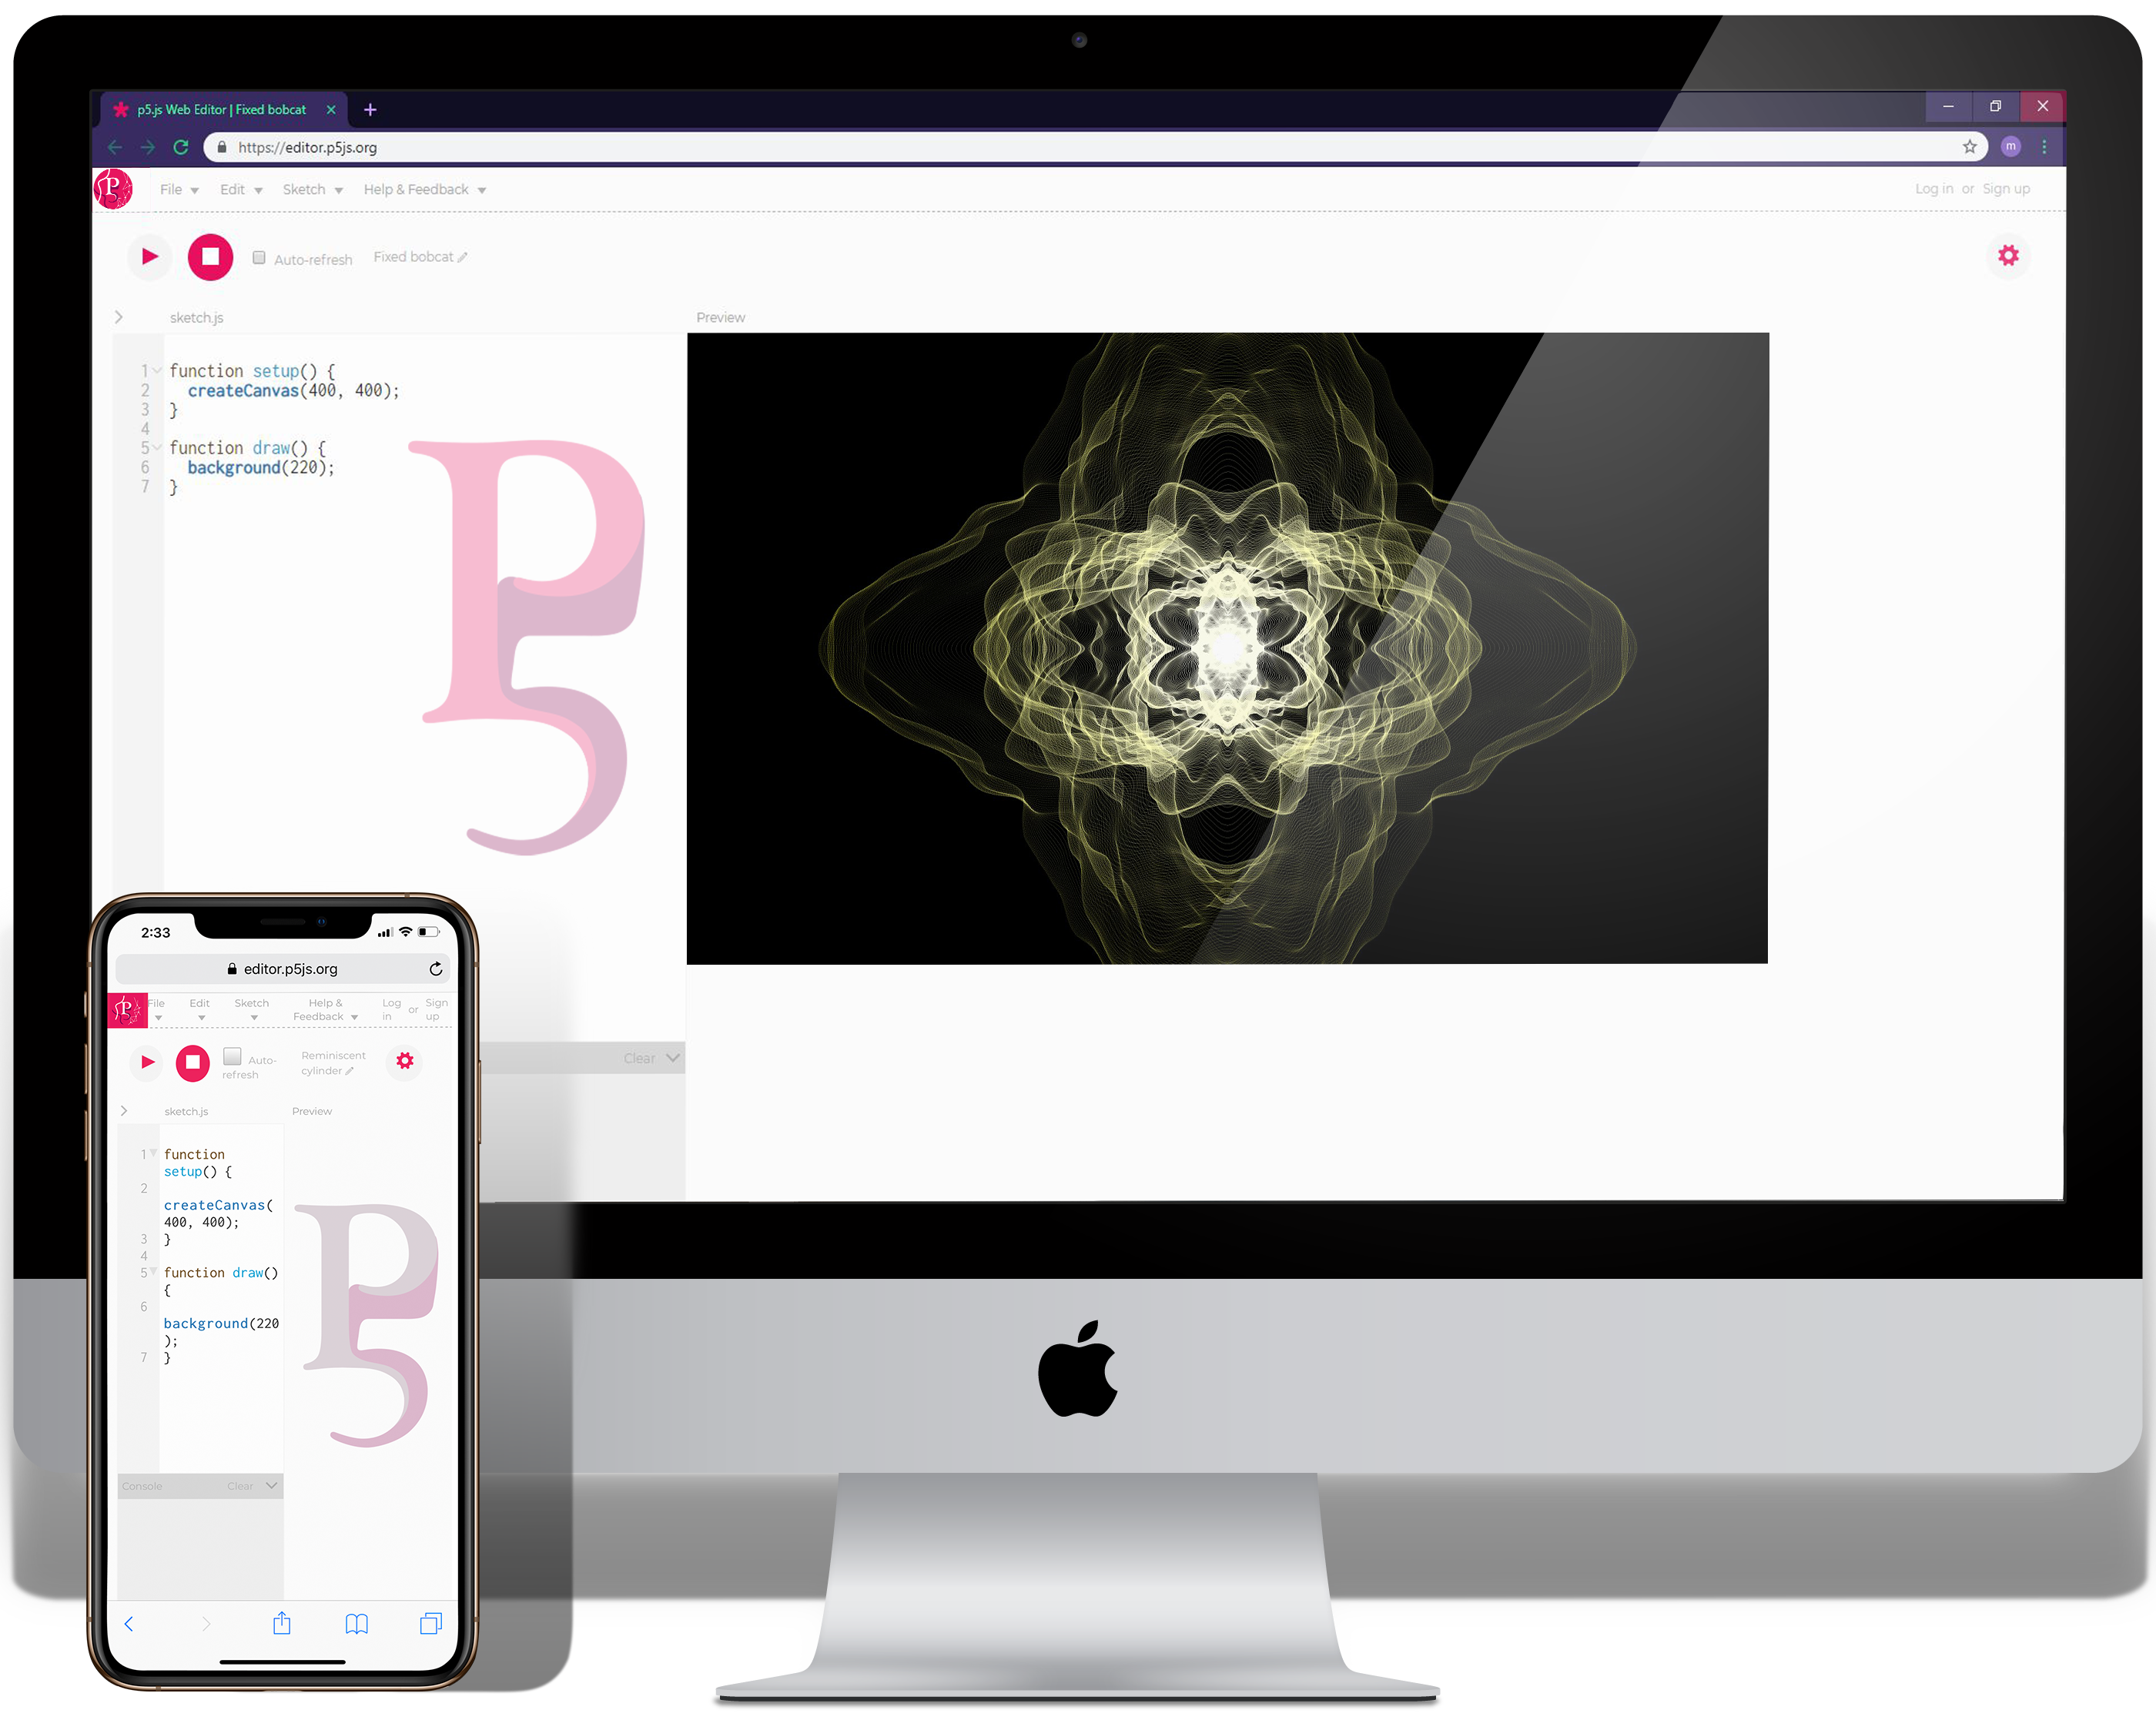 p5.js Web Editor | Fixed bobcat
https://editor.p5js.org
m
File Edit Sketch Help & Feedback
Log in or Sign up
Auto-refresh Fixed bobcat
sketch.js
Preview
1 function setup() {
2 createCanvas(400, 400);
3 }
4
5 function draw() {
6 background(220);
7 }
P5
Clear
2:33
editor.p5js.org
File Edit Sketch Help &
Feedback
Log
in
or
Sign
up
Auto-
refresh
Reminiscent
cylinder
sketch.js
Preview
1 function
setup() {
2
createCanvas(
400, 400);
3 }
4
5 function draw()
{
6
background(220
);
7 }
P5
Console Clear